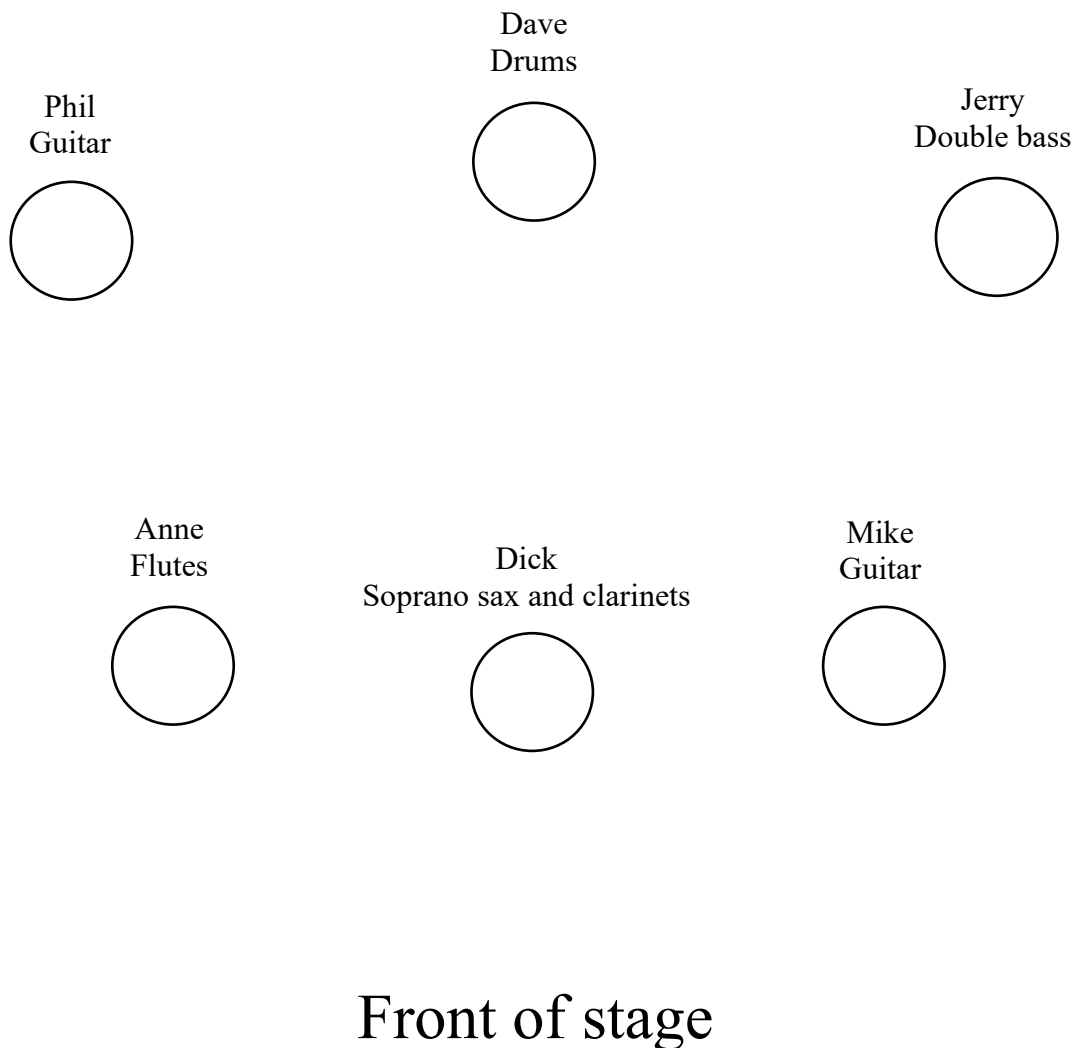 Dave
Drums
Phil
Guitar
Jerry
Double bass
Anne
Flutes
Dick
Soprano sax and clarinets
Mike
Guitar
Front of stage